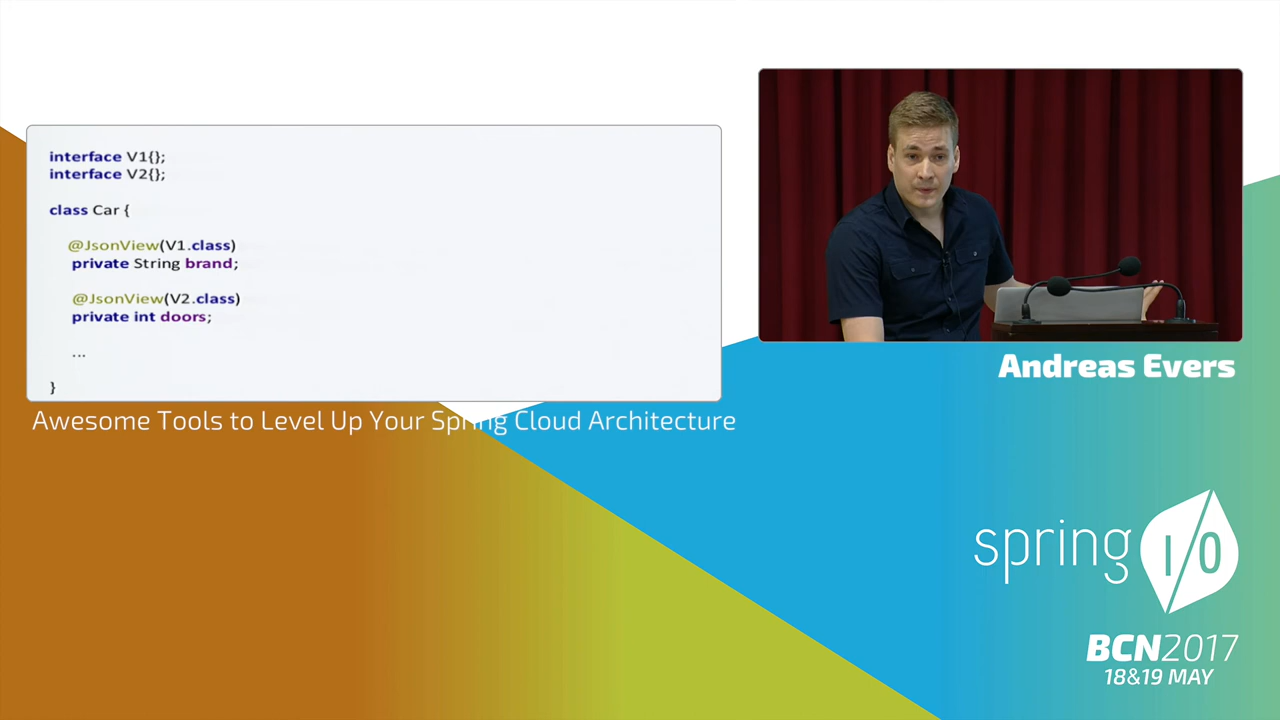 interface V1{};
interface V2{};
class Car {
@JsonView(V1.class)
private String brand;
@JsonView(V2.class)
private int doors;
...
}
Awesome Tools to Level Up Your Spring Cloud Architecture
Andreas Evers
spring I/O
BCN2017
18&19 MAY